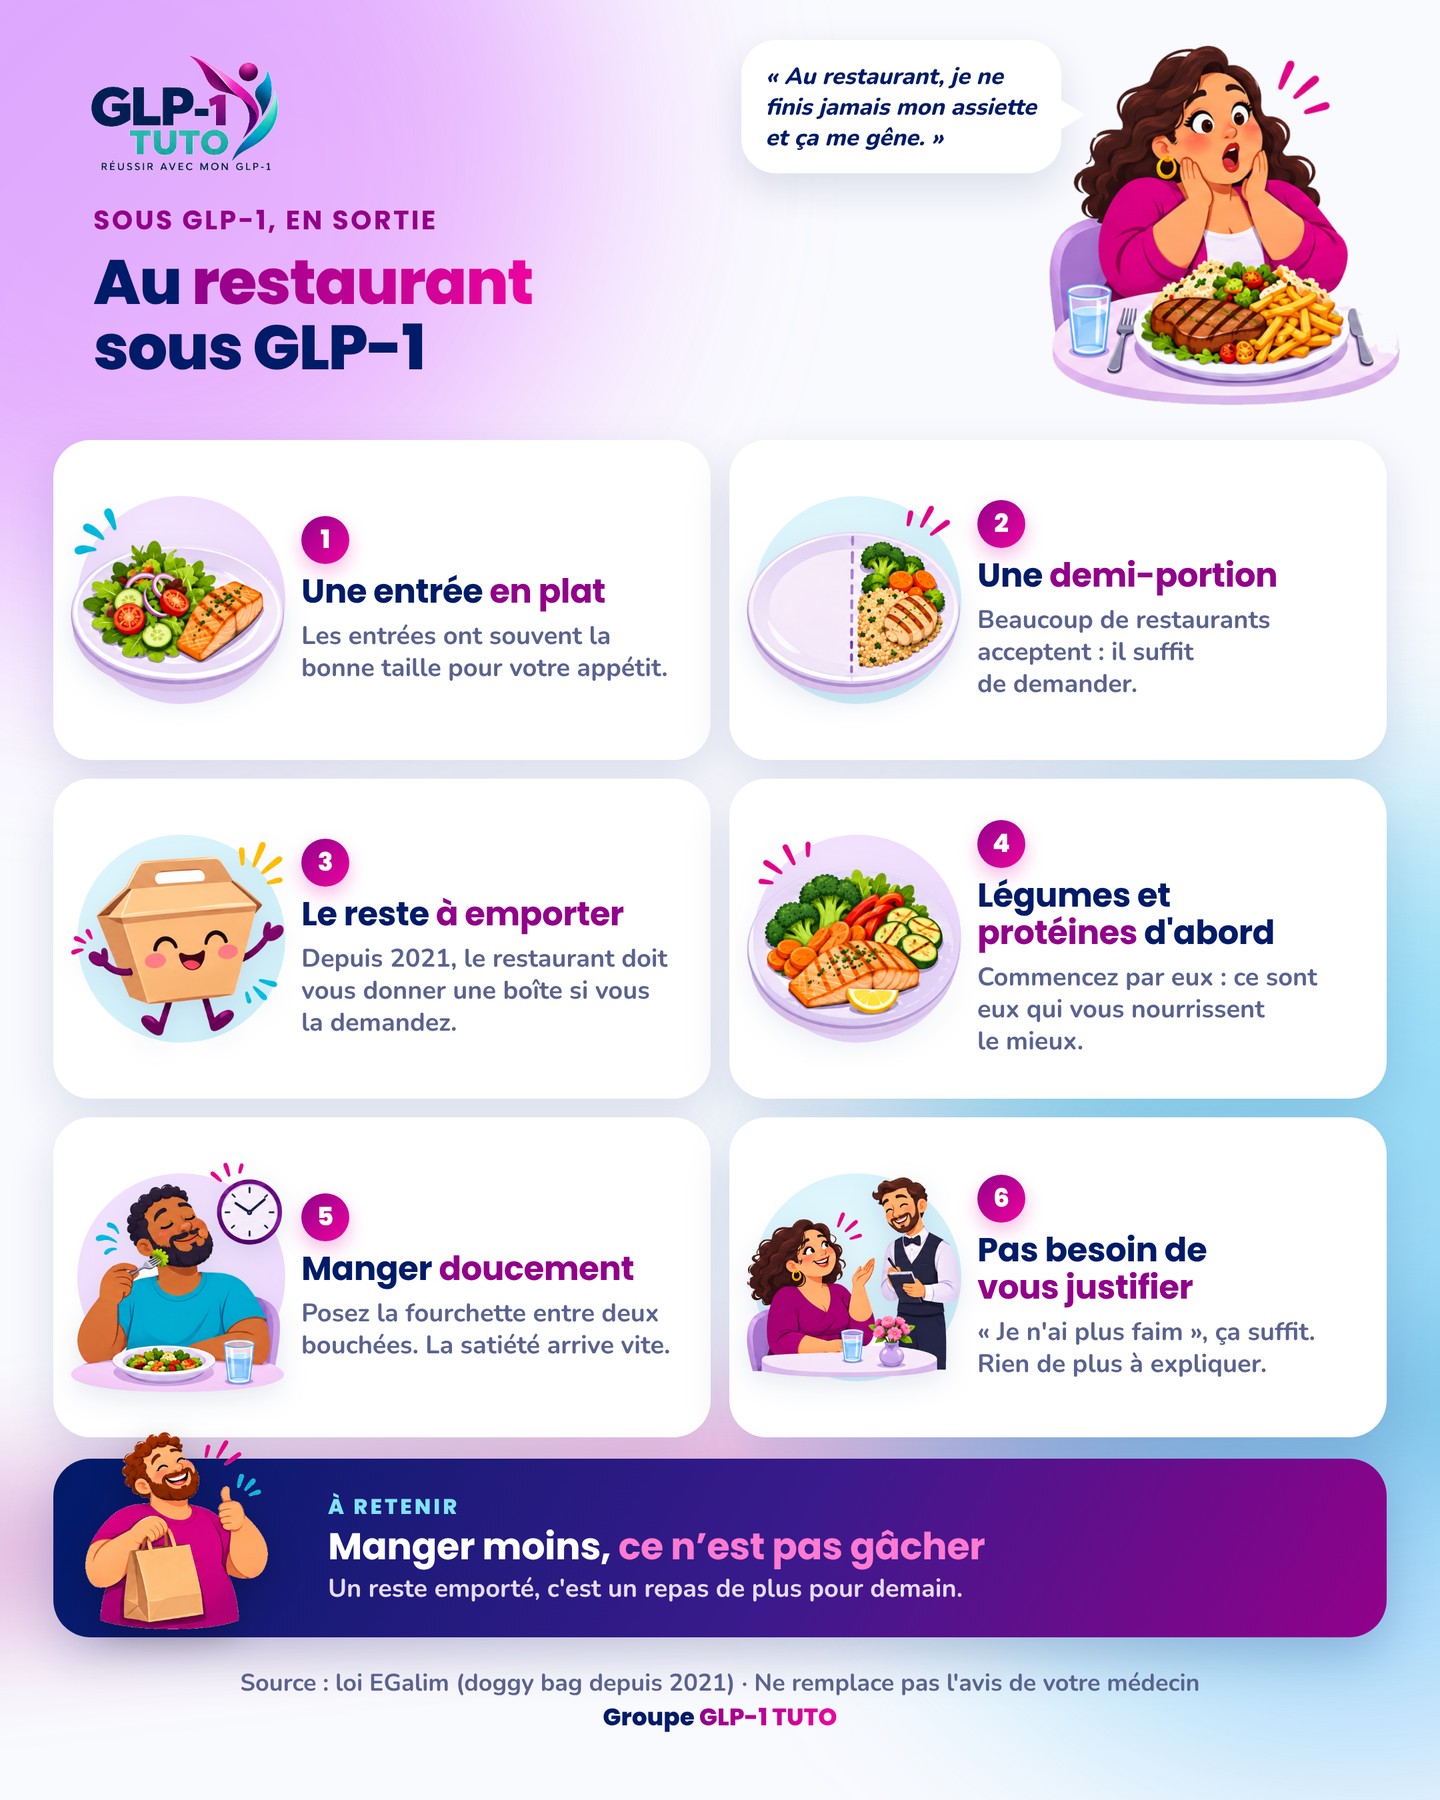 GLP-1
TUTO
RÉUSSIR AVEC MON GLP-1
« Au restaurant, je ne
finis jamais mon assiette
et ça me gêne. »
SOUS GLP-1, EN SORTIE
Au restaurant
sous GLP-1
1
Une entrée en plat
Les entrées ont souvent la
bonne taille pour votre appétit.
2
Une demi-portion
Beaucoup de restaurants
acceptent : il suffit
de demander.
3
Le reste à emporter
Depuis 2021, le restaurant doit
vous donner une boîte si vous
la demandez.
4
Légumes et
protéines d'abord
Commencez par eux : ce sont
eux qui vous nourrissent
le mieux.
5
Manger doucement
Posez la fourchette entre deux
bouchées. La satiété arrive vite.
6
Pas besoin de
vous justifier
« Je n'ai plus faim », ça suffit.
Rien de plus à expliquer.
À RETENIR
Manger moins, ce n’est pas gâcher
Un reste emporté, c'est un repas de plus pour demain.
Source : loi EGalim (doggy bag depuis 2021) · Ne remplace pas l'avis de votre médecin
Groupe GLP-1 TUTO